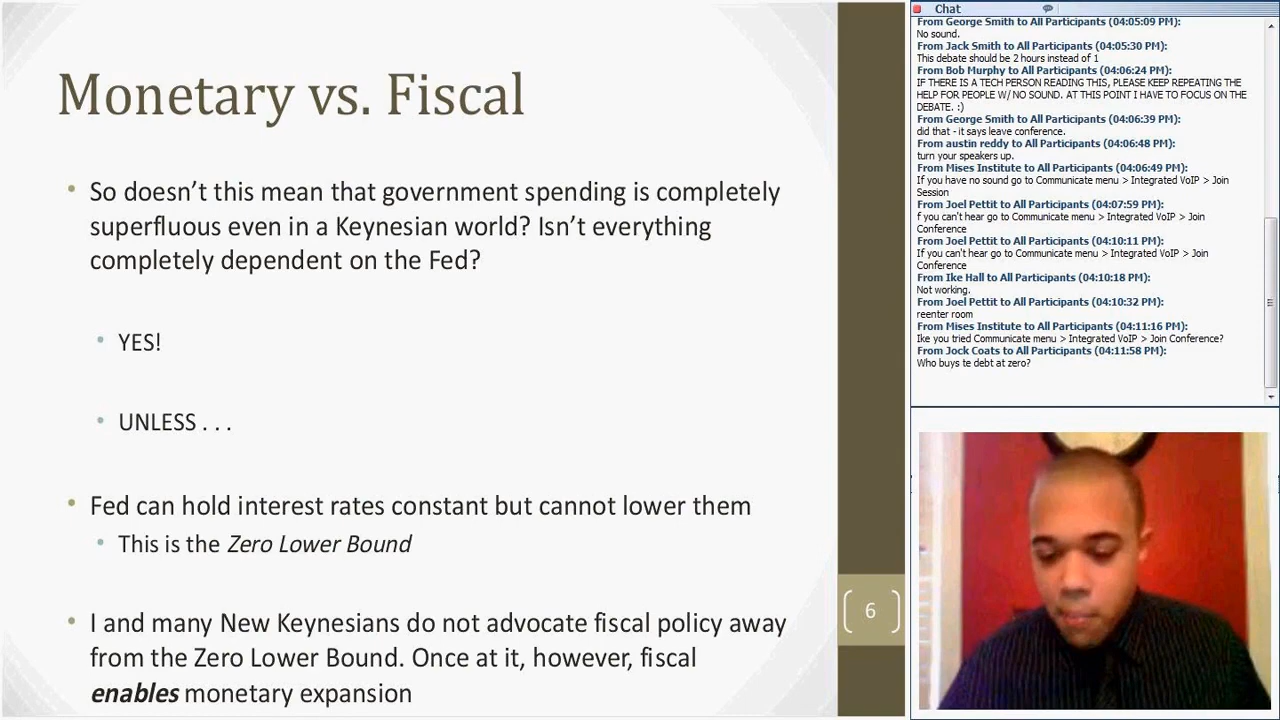 Monetary vs. Fiscal
• So doesn’t this mean that government spending is completely
superfluous even in a Keynesian world? Isn’t everything
completely dependent on the Fed?
• YES!
• UNLESS . . .
• Fed can hold interest rates constant but cannot lower them
• This is the Zero Lower Bound
• I and many New Keynesians do not advocate fiscal policy away
from the Zero Lower Bound. Once at it, however, fiscal
enables monetary expansion
6
Chat
From George Smith to All Participants (04:05:09 PM):
No sound.
From Jack Smith to All Participants (04:05:30 PM):
This debate should be 2 hours instead of 1
From Bob Murphy to All Participants (04:06:24 PM):
IF THERE IS A TECH PERSON READING THIS, PLEASE KEEP REPEATING THE
HELP FOR PEOPLE W/ NO SOUND. AT THIS POINT I HAVE TO FOCUS ON THE
DEBATE. :)
From George Smith to All Participants (04:06:39 PM):
did that - it says leave conference.
From austin reddy to All Participants (04:06:48 PM):
turn your speakers up.
From Mises Institute to All Participants (04:06:49 PM):
If you have no sound go to Communicate menu > Integrated VoIP > Join
Session
From Joel Pettit to All Participants (04:07:59 PM):
f you can't hear go to Communicate menu > Integrated VoIP > Join
Conference
From Joel Pettit to All Participants (04:10:11 PM):
If you can't hear go to Communicate menu > Integrated VoIP > Join
Conference
From Ike Hall to All Participants (04:10:18 PM):
Not working.
From Joel Pettit to All Participants (04:10:32 PM):
reenter room
From Mises Institute to All Participants (04:11:16 PM):
Ike you tried Communicate menu > Integrated VoIP > Join Conference?
From Jock Coats to All Participants (04:11:58 PM):
Who buys te debt at zero?